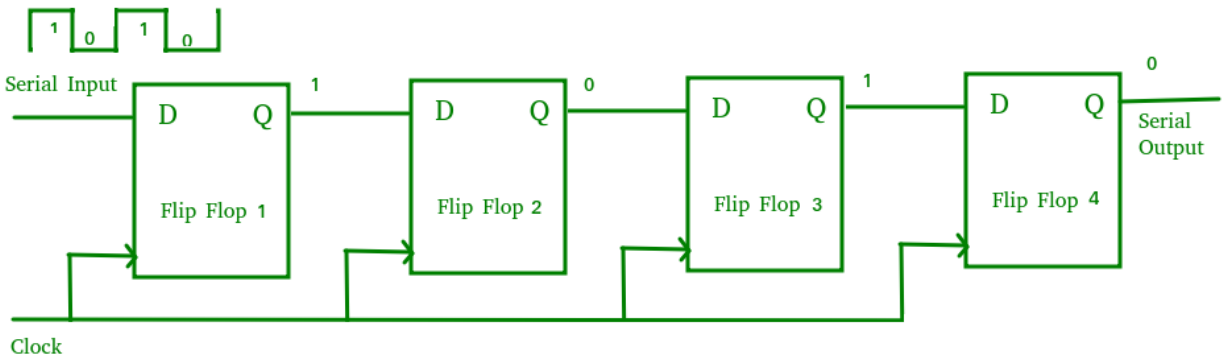 1 0 1 0
Serial Input
1
0
1
0
D Q
D Q
D Q
D Q
Serial
Output
Flip Flop 1
Flip Flop 2
Flip Flop 3
Flip Flop 4
Clock